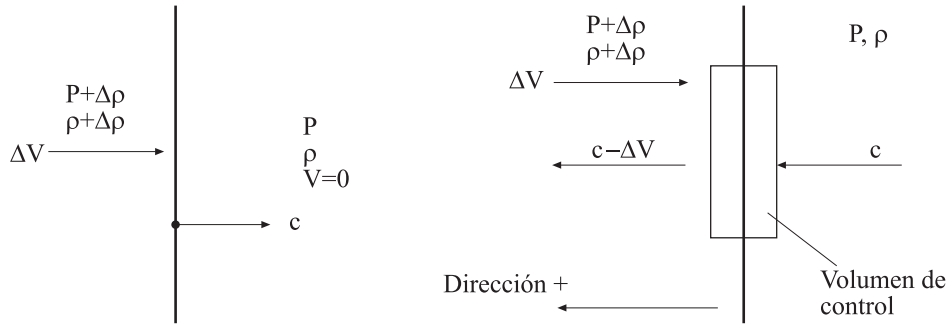 P+Δρ
ρ+Δρ
ΔV
P
ρ
V=0
c
P+Δρ
ρ+Δρ
ΔV
P, ρ
c−ΔV
c
Dirección +
Volumen de
control